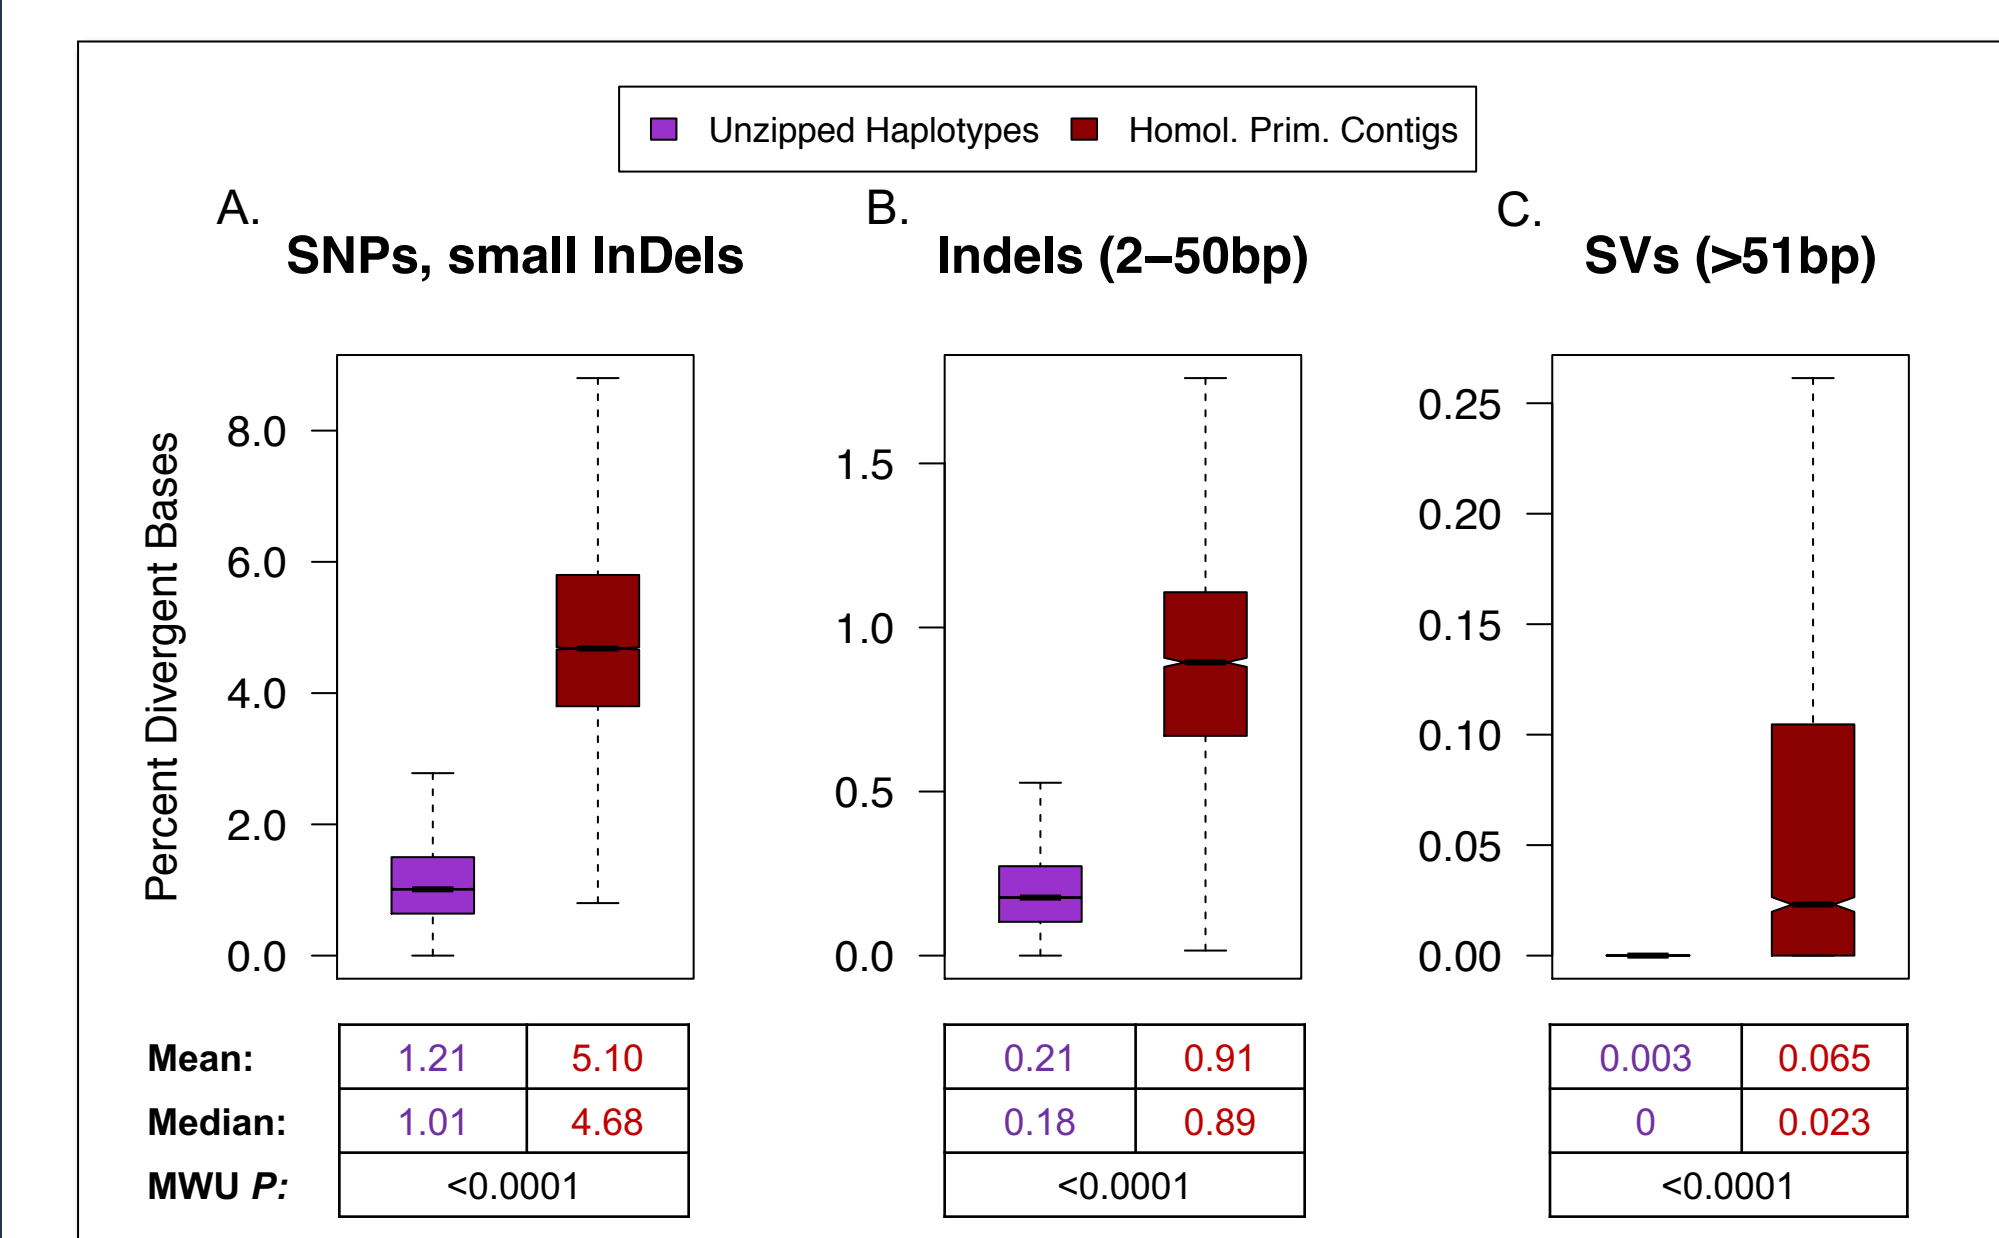 Unzipped Haplotypes Homol. Prim. Contigs
A. B. C.
SNPs, small InDels Indels (2–50bp) SVs (>51bp)
Percent Divergent Bases
8.0
6.0
4.0
2.0
0.0
1.5
1.0
0.5
0.0
0.25
0.20
0.15
0.10
0.05
0.00
Mean: 1.21 5.10 0.21 0.91 0.003 0.065
Median: 1.01 4.68 0.18 0.89 0 0.023
MWU P: <0.0001 <0.0001 <0.0001